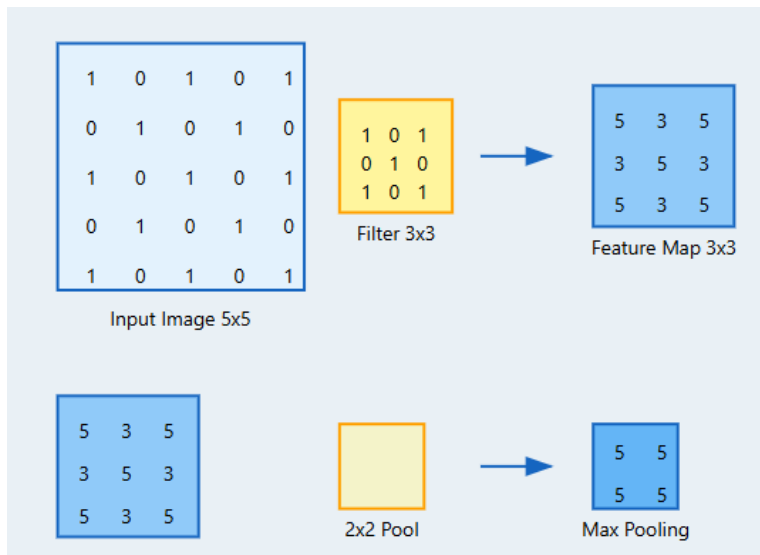 1 0 1 0 1
0 1 0 1 0
1 0 1 0 1
0 1 0 1 0
1 0 1 0 1
Input Image 5x5
1 0 1
0 1 0
1 0 1
Filter 3x3
5 3 5
3 5 3
5 3 5
Feature Map 3x3
5 3 5
3 5 3
5 3 5
2x2 Pool
5 5
5 5
Max Pooling